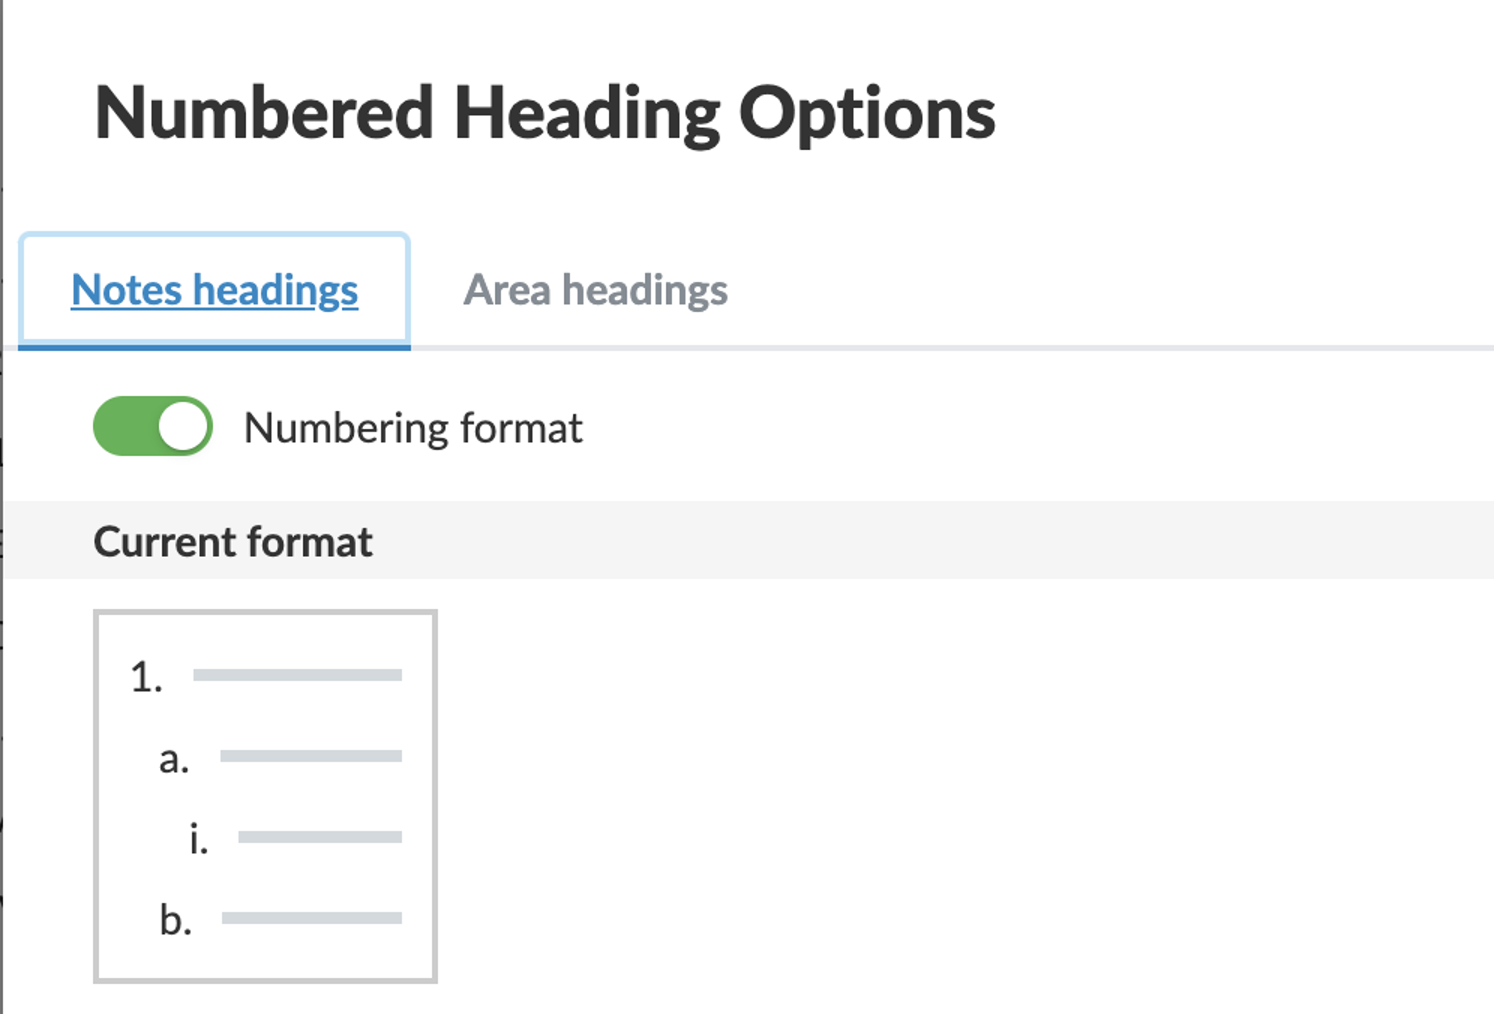 Numbered Heading Options
Notes headings Area headings
Numbering format
Current format
1.
a.
i.
b.